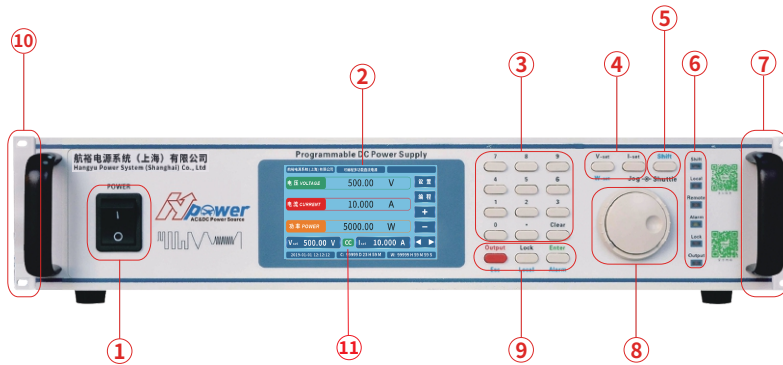 ⑩
②
③
④
⑤
⑥
⑦
航裕电源系统(上海)有限公司
Hangyu Power System (Shanghai) Co., Ltd
Programmable DC Power Supply
POWER
I
O
Hypower
AC&DC Power Source
电压 VOLTAGE 500.00 V
设置
电流 CURRENT 10.000 A
编程
+
功率 POWER 5000.00 W
−
Vset 500.00 V CC Iset 10.000 A ◀ ▶
7 8 9
4 5 6
1 2 3
0 · Clear
Output Lock Enter
Esc Local Alarm
V-set I-set Shift
Jog Shuttle
Shift
Local
Remote
Alarm
Lock
Output
①
⑪
⑨
⑧